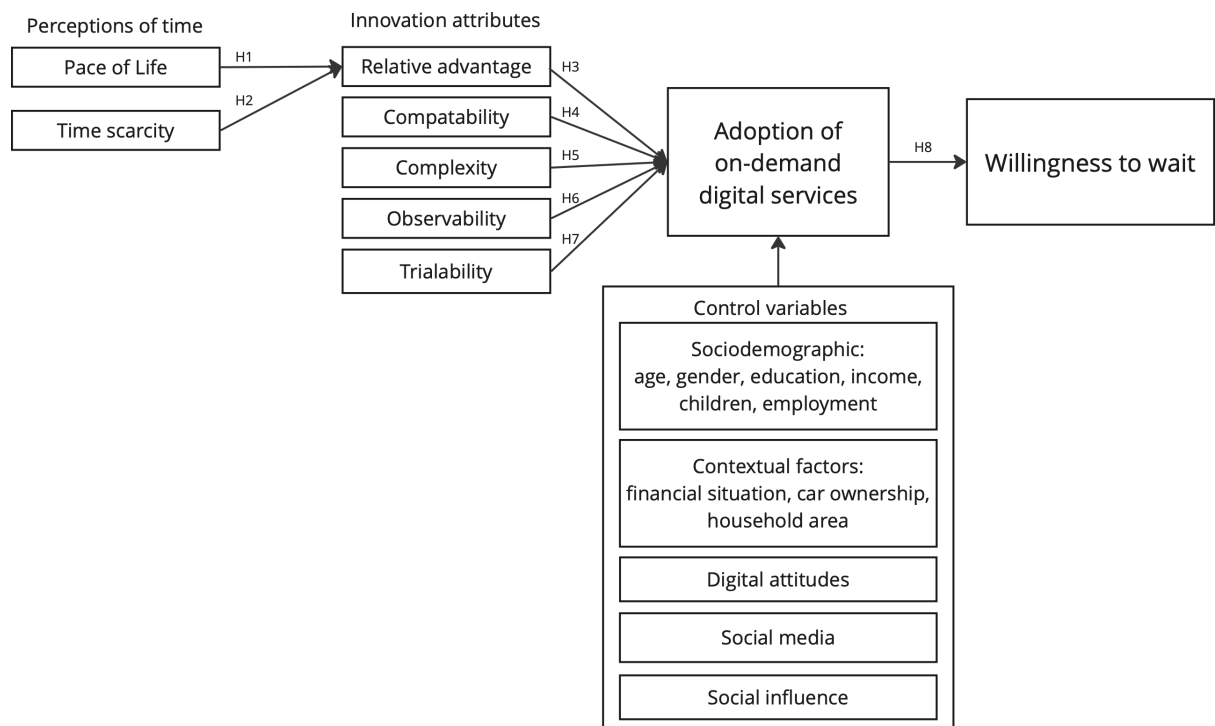 Perceptions of time
Pace of Life
Time scarcity
H1
H2
Innovation attributes
Relative advantage
Compatability
Complexity
Observability
Trialability
H3
H4
H5
H6
H7
Adoption of
on-demand
digital services
H8
Willingness to wait
Control variables
Sociodemographic:
age, gender, education, income,
children, employment
Contextual factors:
financial situation, car ownership,
household area
Digital attitudes
Social media
Social influence